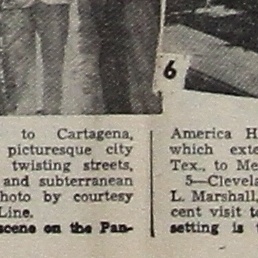 6
to Cartagena,
picturesque city
twisting streets,
and subterranean
hoto by courtesy
Line.
scene on the Pan-
America H
which exte
Tex., to Me
5—Clevela
L. Marshall,
cent visit to
setting is t